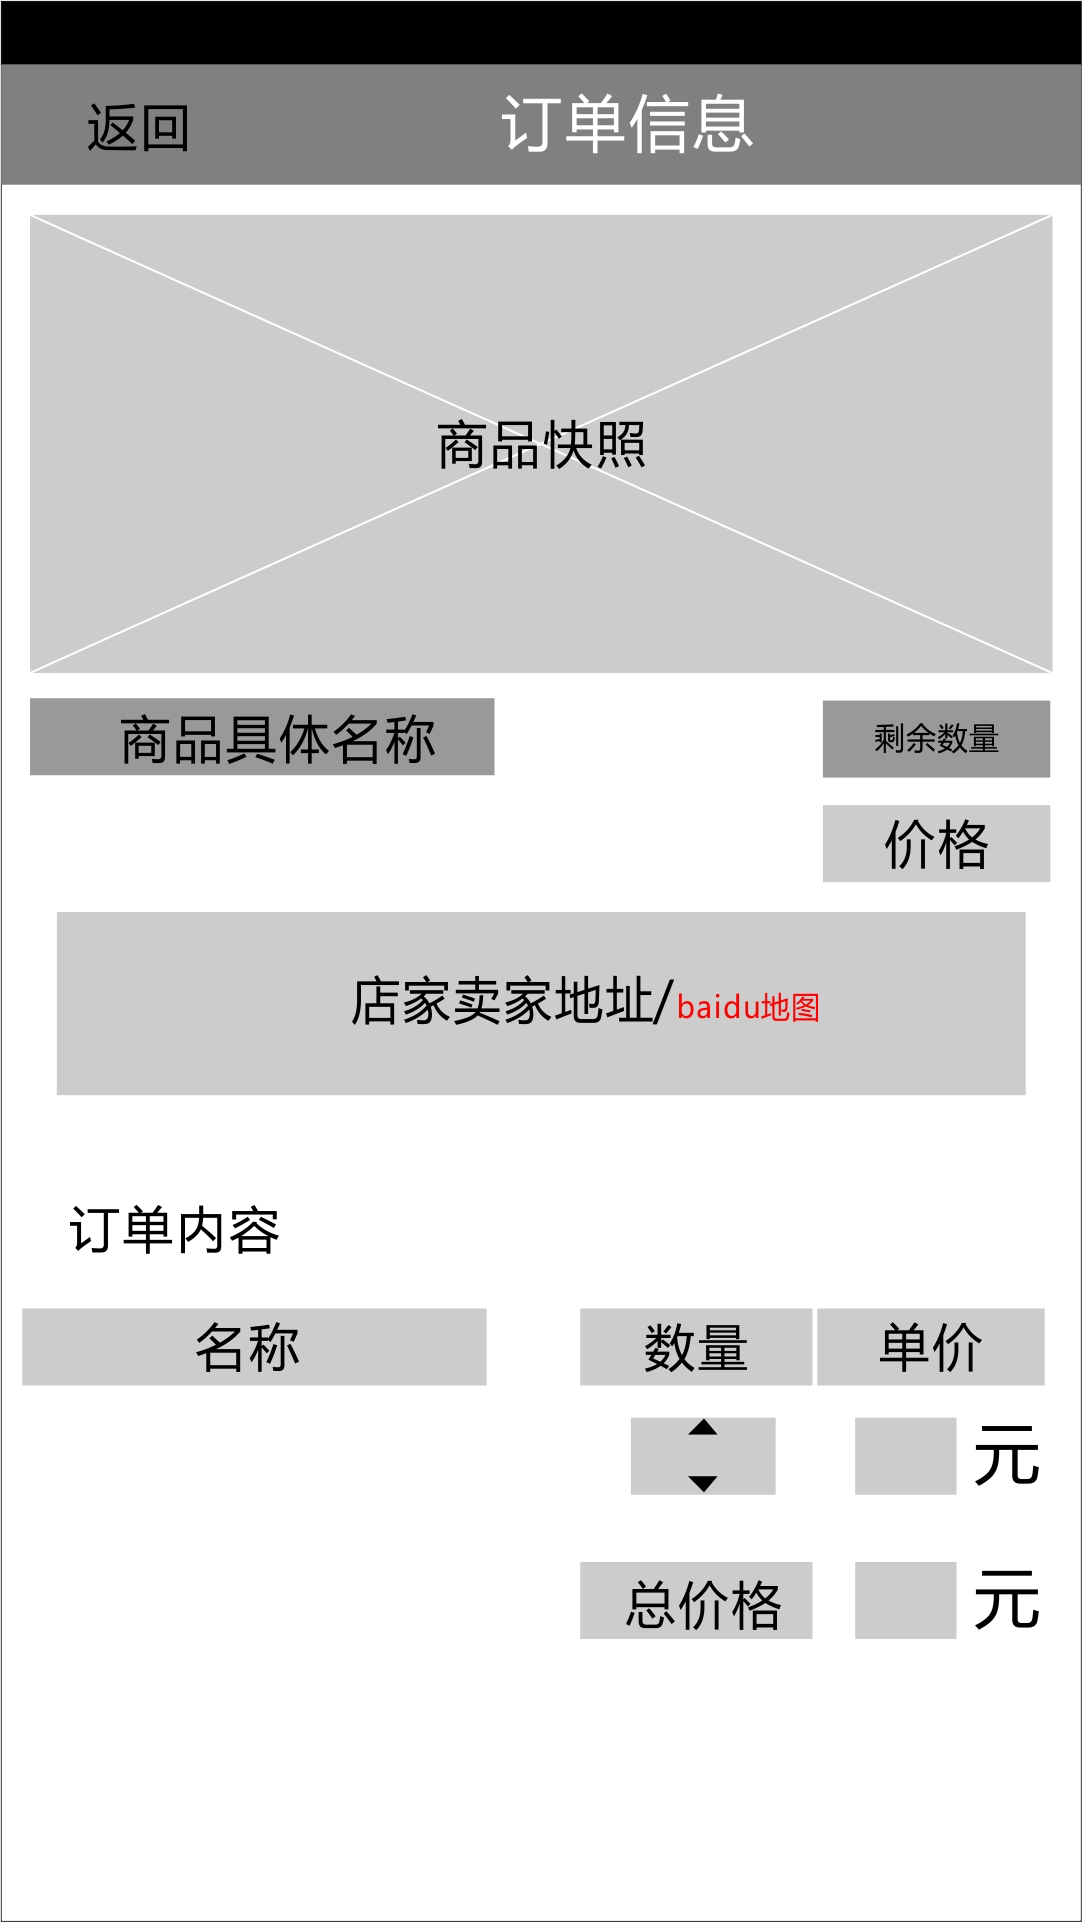 返回
订单信息
商品快照
商品具体名称
剩余数量
价格
店家卖家地址/baidu地图
订单内容
名称
数量
单价
元
总价格
元